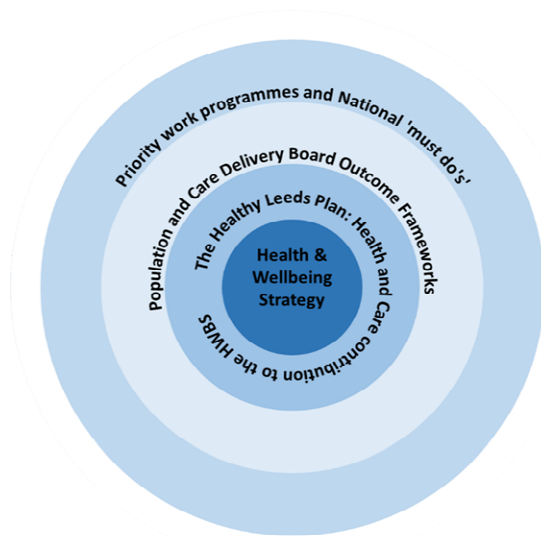 Priority work programmes and National 'must do's'
Population and Care Delivery Board Outcome Frameworks
The Healthy Leeds Plan: Health and Care contribution to the HWBS
Health &
Wellbeing
Strategy